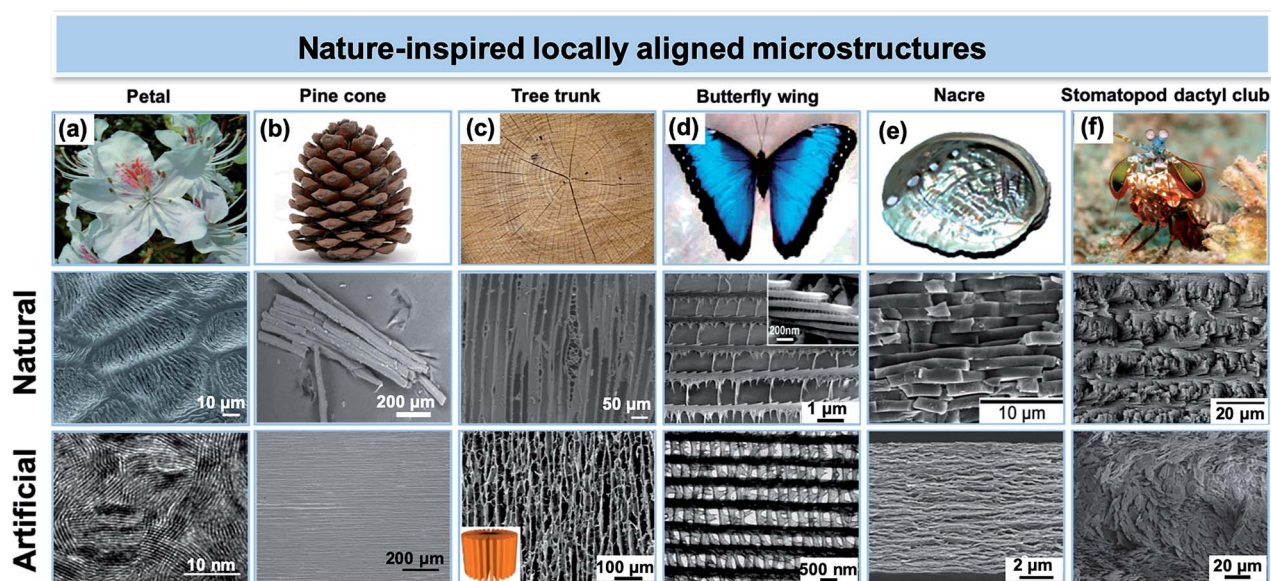 Nature-inspired locally aligned microstructures
Petal Pine cone Tree trunk Butterfly wing Nacre Stomatopod dactyl club
(a) (b) (c) (d) (e) (f)
Natural
10 µm 200 µm 50 µm 200nm 1 µm 10 µm 20 µm
Artificial
10 nm 200 µm 100 µm 500 nm 2 µm 20 µm